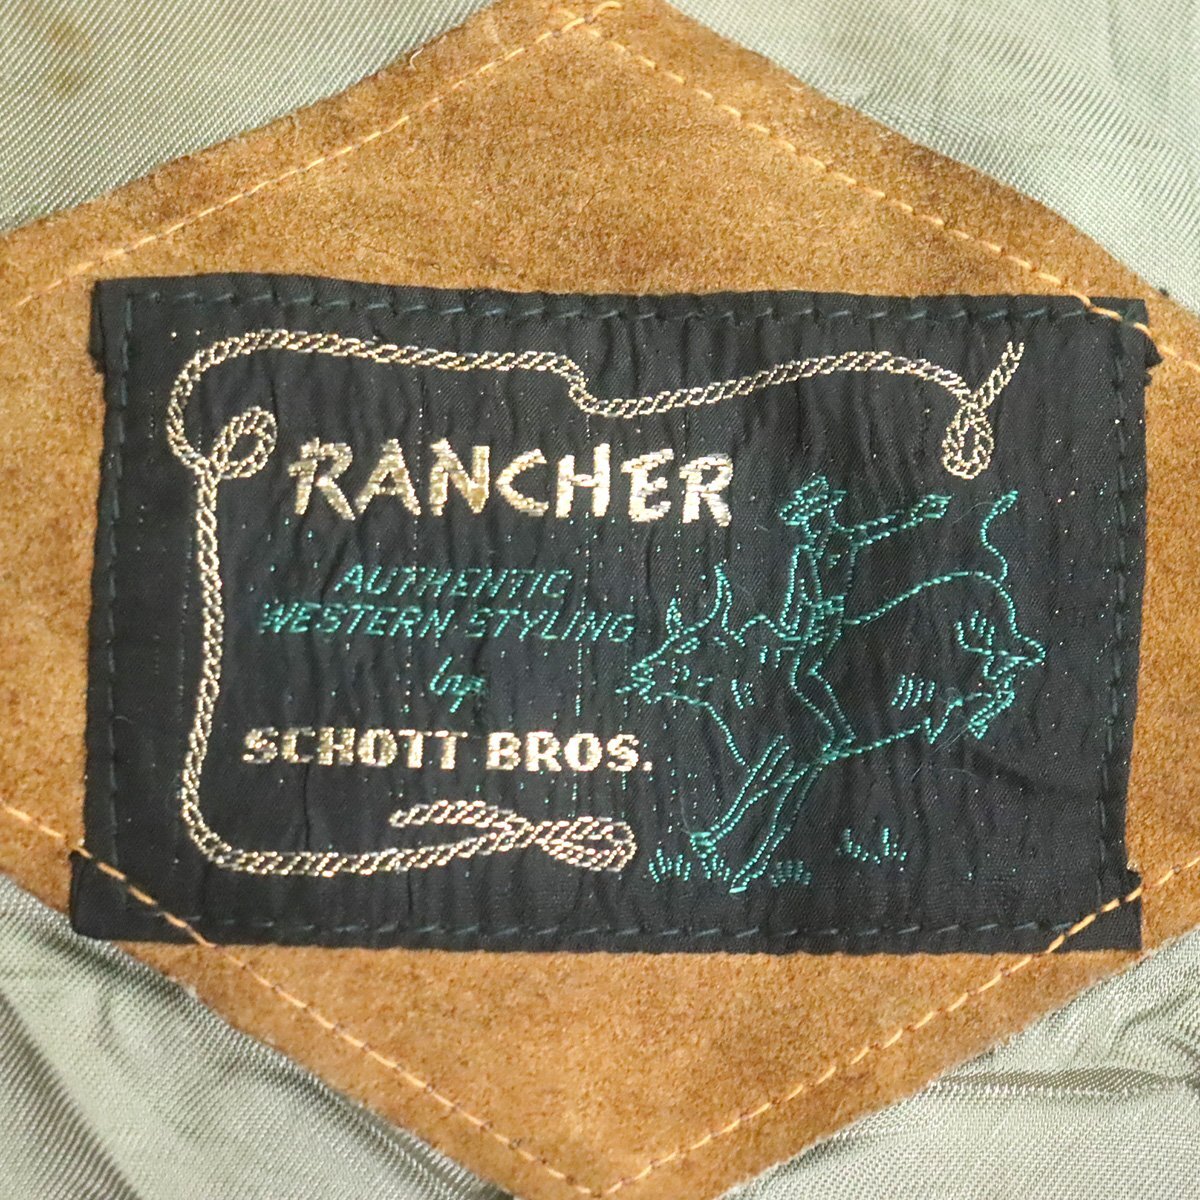 RANCHER
AUTHENTIC
WESTERN STYLING
by
SCHOTT BROS.